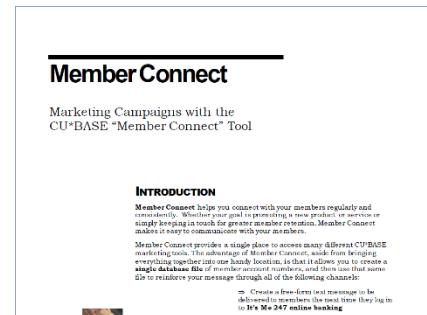 Member Connect
Marketing Campaigns with the
CU*BASE “Member Connect” Tool
INTRODUCTION
Member Connect helps you connect with your members regularly and
consistently. Whether your goal is promoting a new product or service or
simply keeping in touch for greater member retention, Member Connect
makes it easy to communicate with your members.
Member Connect provides a single place to access many different CU*BASE
marketing tools. The advantage of Member Connect, aside from bringing
everything together into one handy location, is that it allows you to create a
single database file of member account numbers, and then use that same
file to reinforce your message through all of the following channels:
⇒ Create a free-form text message to be
delivered to members the next time they log in
to It's Me 247 online banking